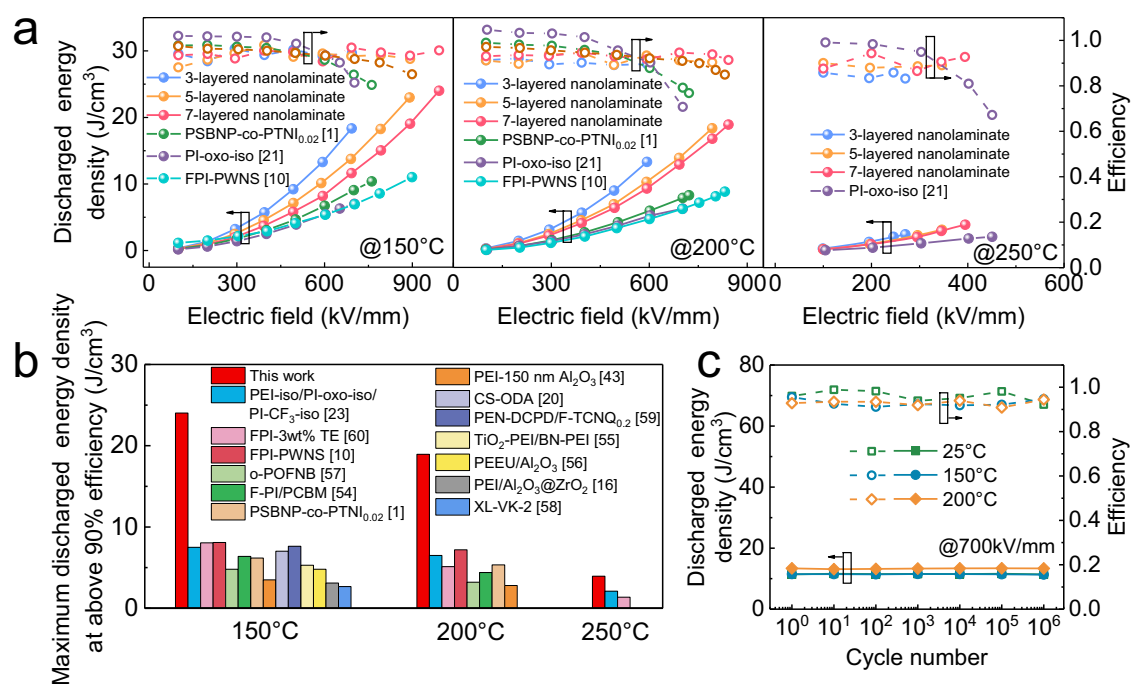 a
Discharged energy
density (J/cm³)
30
20
10
0
3-layered nanolaminate
5-layered nanolaminate
7-layered nanolaminate
PSBNP-co-PTNI₀.₀₂ [1]
PI-oxo-iso [21]
FPI-PWNS [10]
@150°C
0 300 600 900
Electric field (kV/mm)
3-layered nanolaminate
5-layered nanolaminate
7-layered nanolaminate
PSBNP-co-PTNI₀.₀₂ [1]
PI-oxo-iso [21]
FPI-PWNS [10]
@200°C
0 300 600 900
Electric field (kV/mm)
3-layered nanolaminate
5-layered nanolaminate
7-layered nanolaminate
PI-oxo-iso [21]
@250°C
0 200 400 600
Electric field (kV/mm)
1.0
0.8
0.6
0.4
0.2
0.0
Efficiency
b
Maximum discharged energy density
at above 90% efficiency (J/cm³)
30
20
10
0
This work
PEI-iso/PI-oxo-iso/
PI-CF₃-iso [23]
FPI-3wt% TE [60]
FPI-PWNS [10]
o-POFNB [57]
F-PI/PCBM [54]
PSBNP-co-PTNI₀.₀₂ [1]
PEI-150 nm Al₂O₃ [43]
CS-ODA [20]
PEN-DCPD/F-TCNQ₀.₂ [59]
TiO₂-PEI/BN-PEI [55]
PEEU/Al₂O₃ [56]
PEI/Al₂O₃@ZrO₂ [16]
XL-VK-2 [58]
150°C 200°C 250°C
c
Discharged energy
density (J/cm³)
80
60
40
20
0
25°C
150°C
200°C
@700kV/mm
10⁰ 10¹ 10² 10³ 10⁴ 10⁵ 10⁶
Cycle number
1.0
0.8
0.6
0.4
0.2
0.0
Efficiency